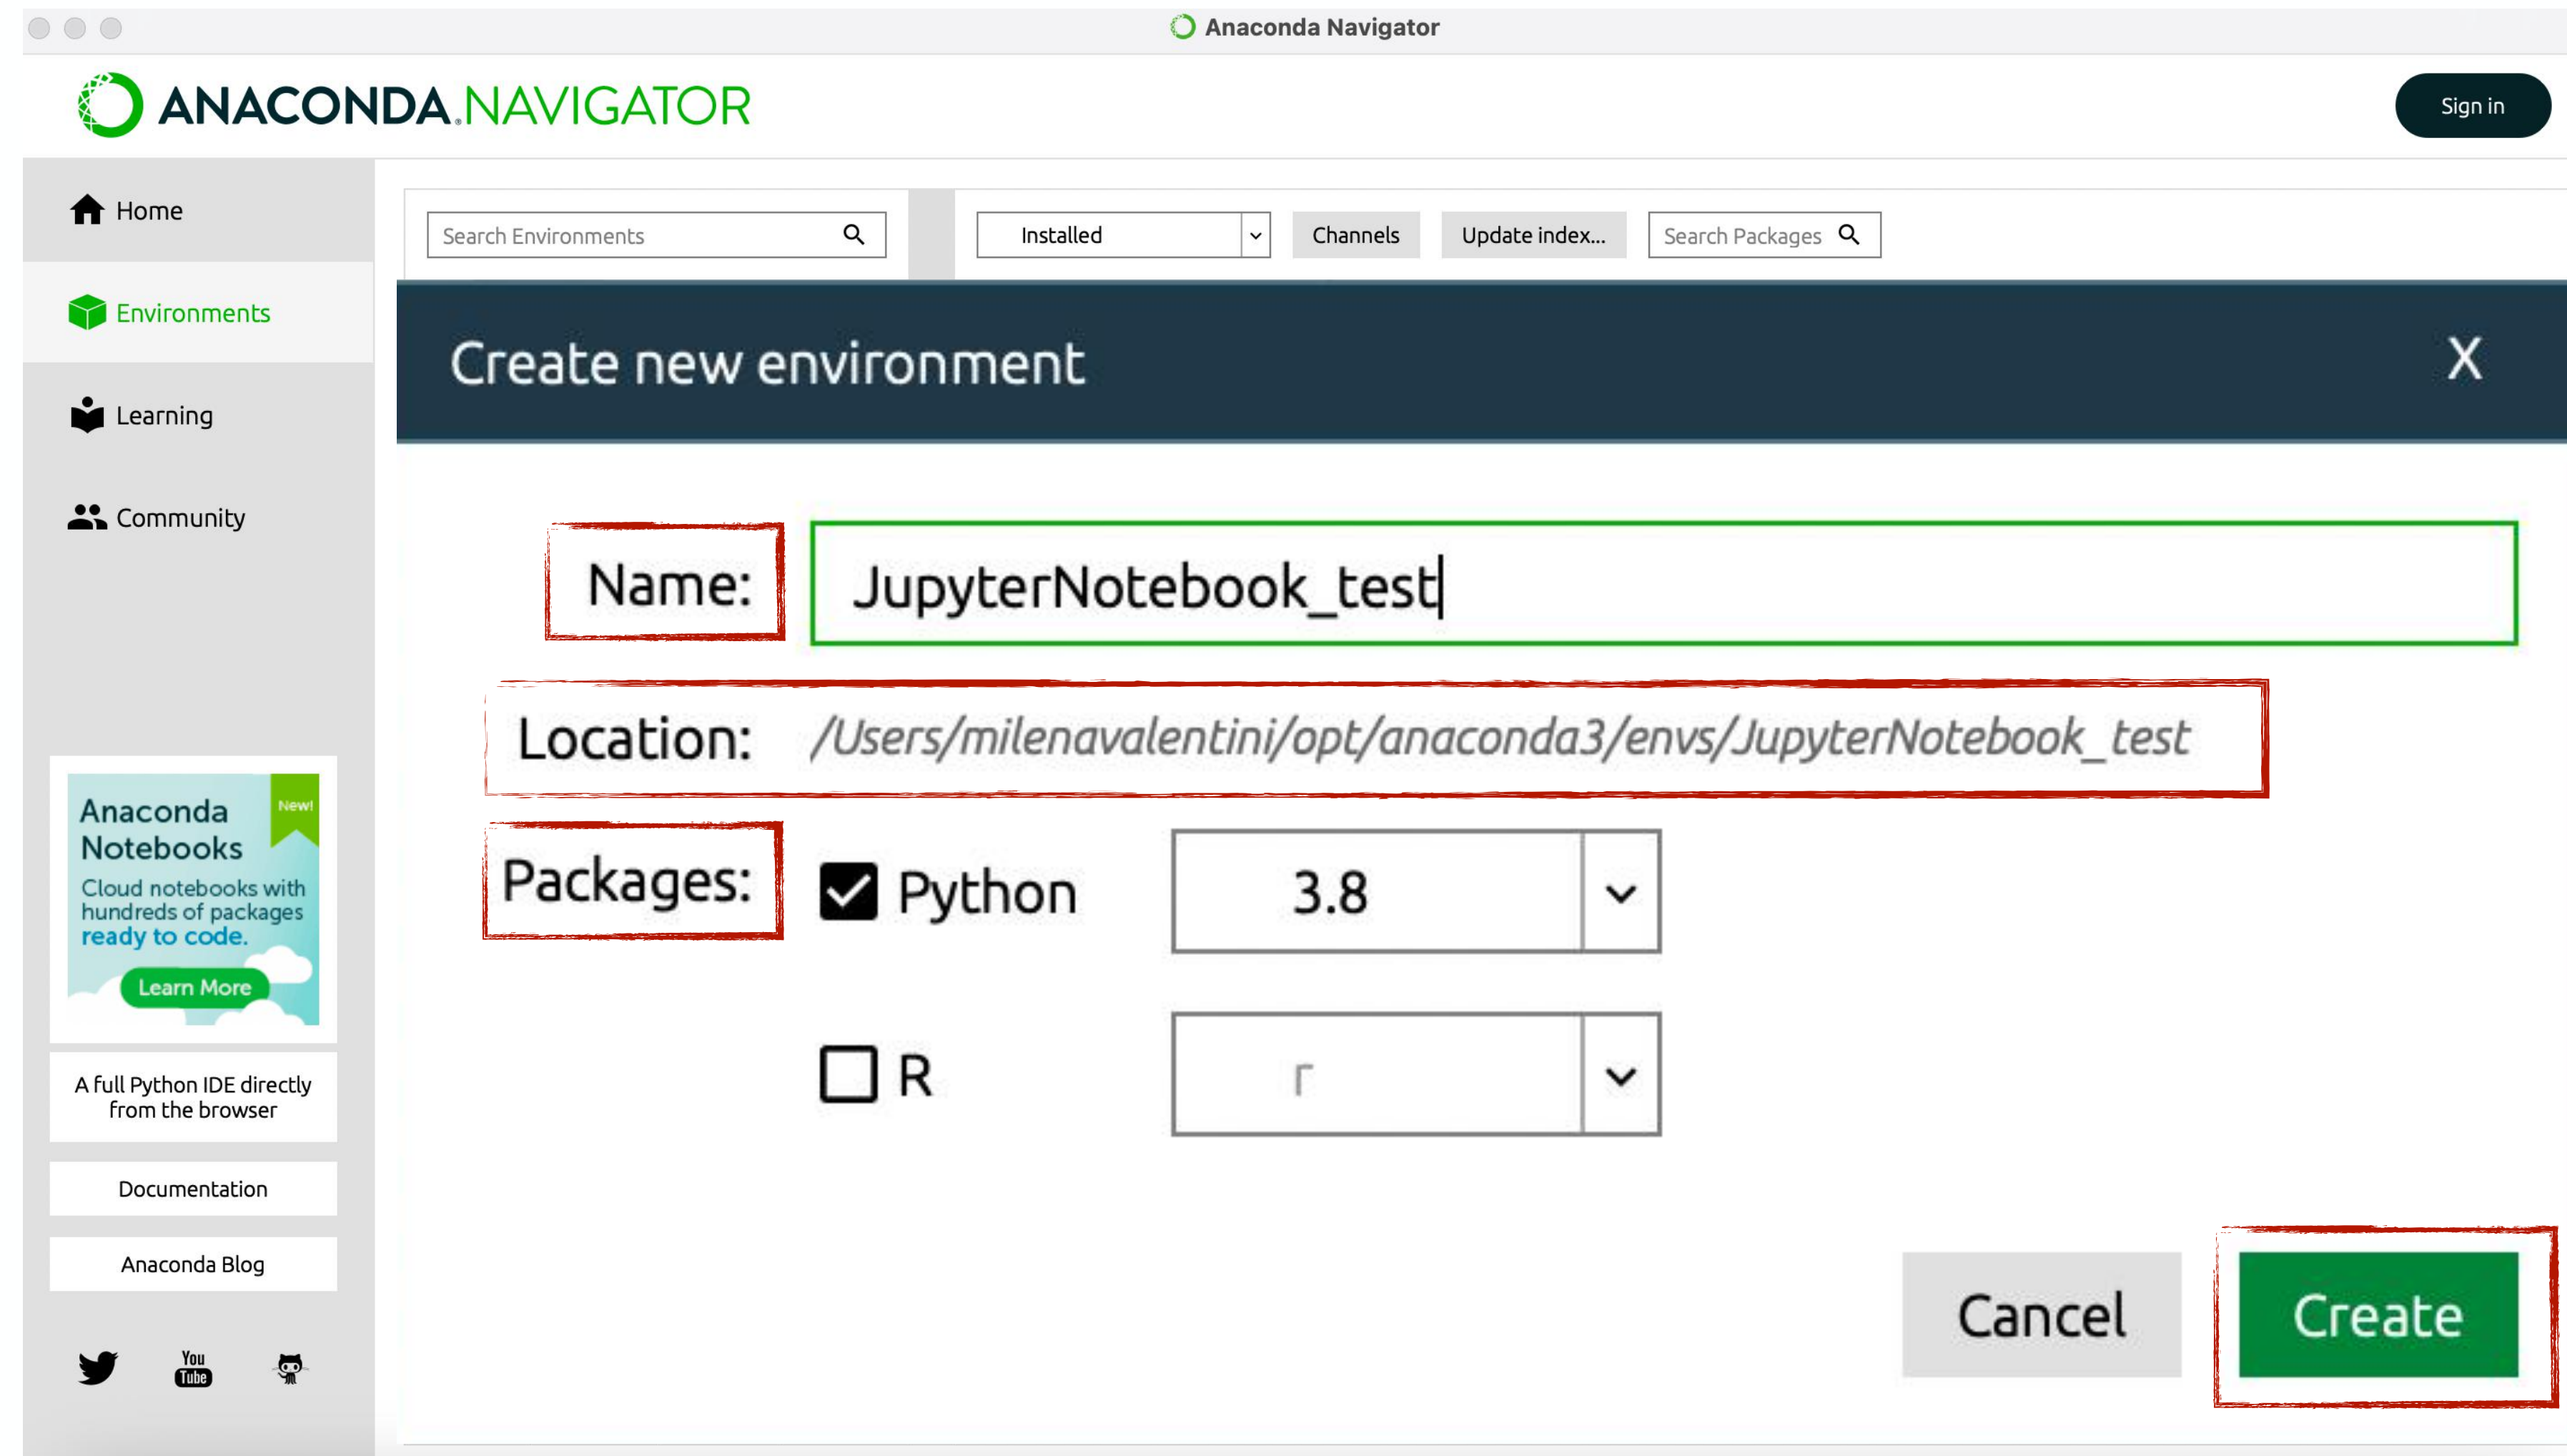 Anaconda Navigator
ANACONDA.NAVIGATOR
Sign in
Home
Environments
Learning
Community
Search Environments
Installed
Channels
Update index...
Search Packages
Create new environment
X
Name:
JupyterNotebook_test
Location:
/Users/milenavalentini/opt/anaconda3/envs/JupyterNotebook_test
Packages:
Python
3.8
R
r
Cancel
Create
Anaconda
Notebooks
New!
Cloud notebooks with
hundreds of packages
ready to code.
Learn More
A full Python IDE directly
from the browser
Documentation
Anaconda Blog
You
Tube